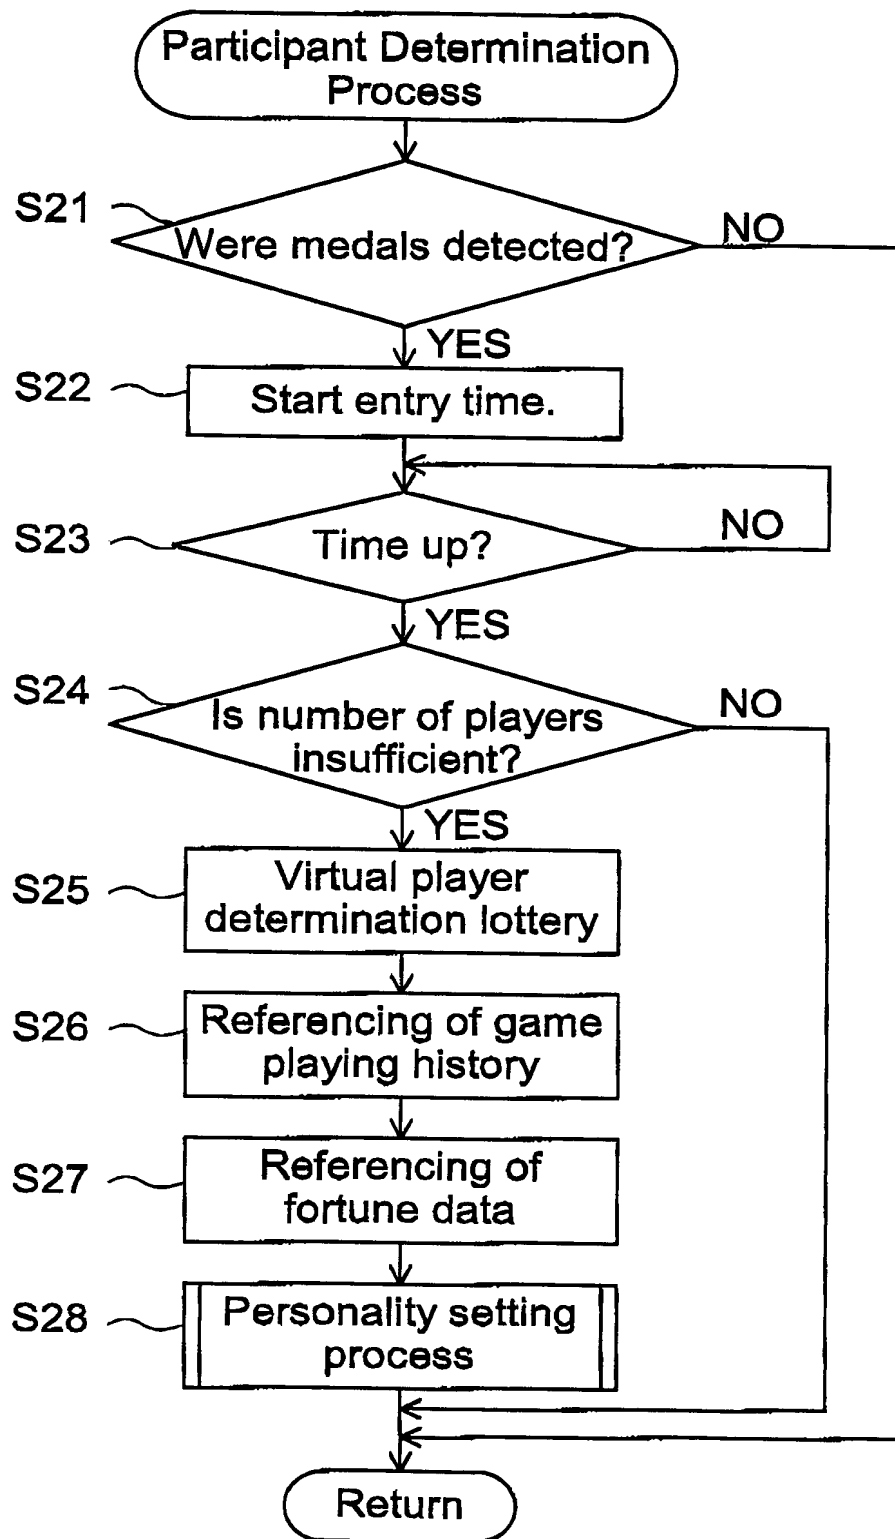 Participant Determination
Process
S21
Were medals detected?
NO
YES
S22
Start entry time.
S23
Time up?
NO
YES
S24
Is number of players
insufficient?
NO
YES
S25
Virtual player
determination lottery
S26
Referencing of game
playing history
S27
Referencing of
fortune data
S28
Personality setting
process
Return